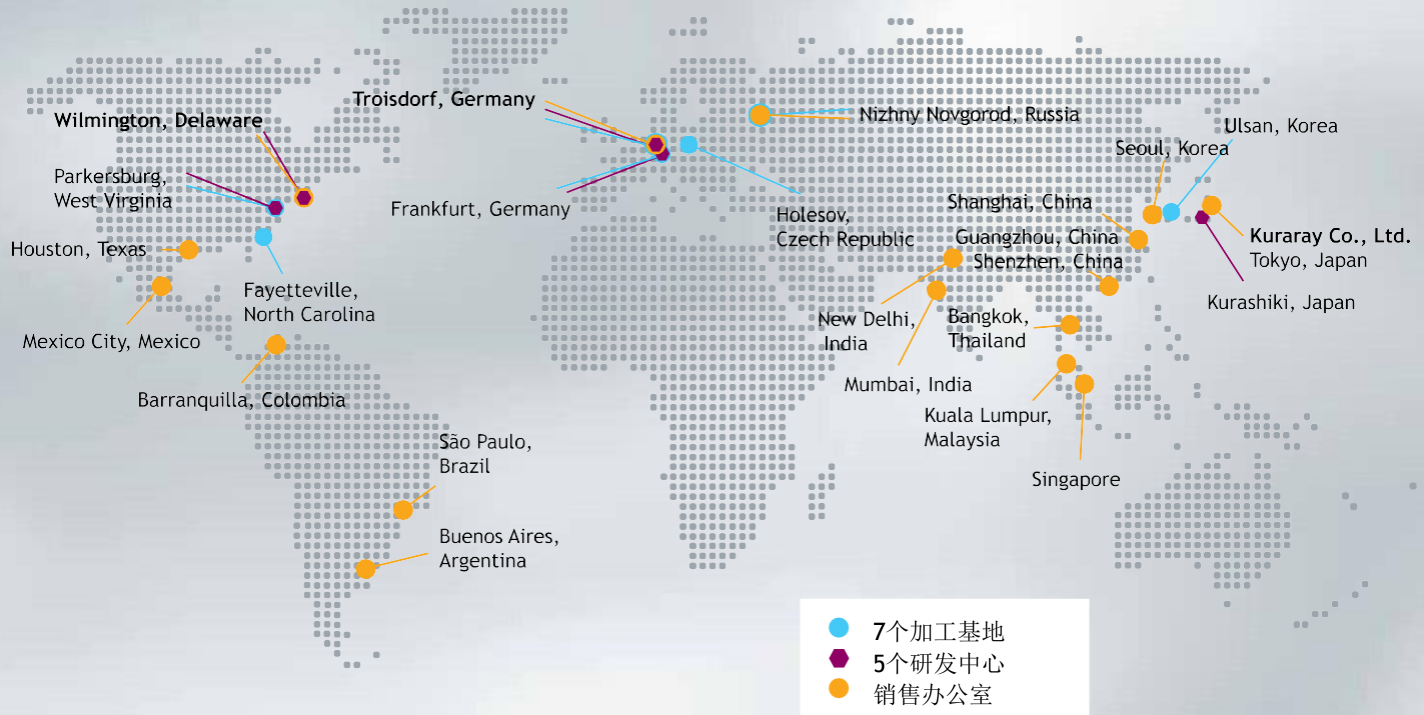 Troisdorf, Germany
Wilmington, Delaware
Nizhny Novgorod, Russia
Ulsan, Korea
Seoul, Korea
Parkersburg,
West Virginia
Frankfurt, Germany
Holesov,
Czech Republic
Shanghai, China
Guangzhou, China
Shenzhen, China
Kuraray Co., Ltd.
Tokyo, Japan
Houston, Texas
Fayetteville,
North Carolina
Kurashiki, Japan
New Delhi,
India
Bangkok,
Thailand
Mexico City, Mexico
Mumbai, India
Barranquilla, Colombia
Kuala Lumpur,
Malaysia
São Paulo,
Brazil
Singapore
Buenos Aires,
Argentina
7个加工基地
5个研发中心
销售办公室